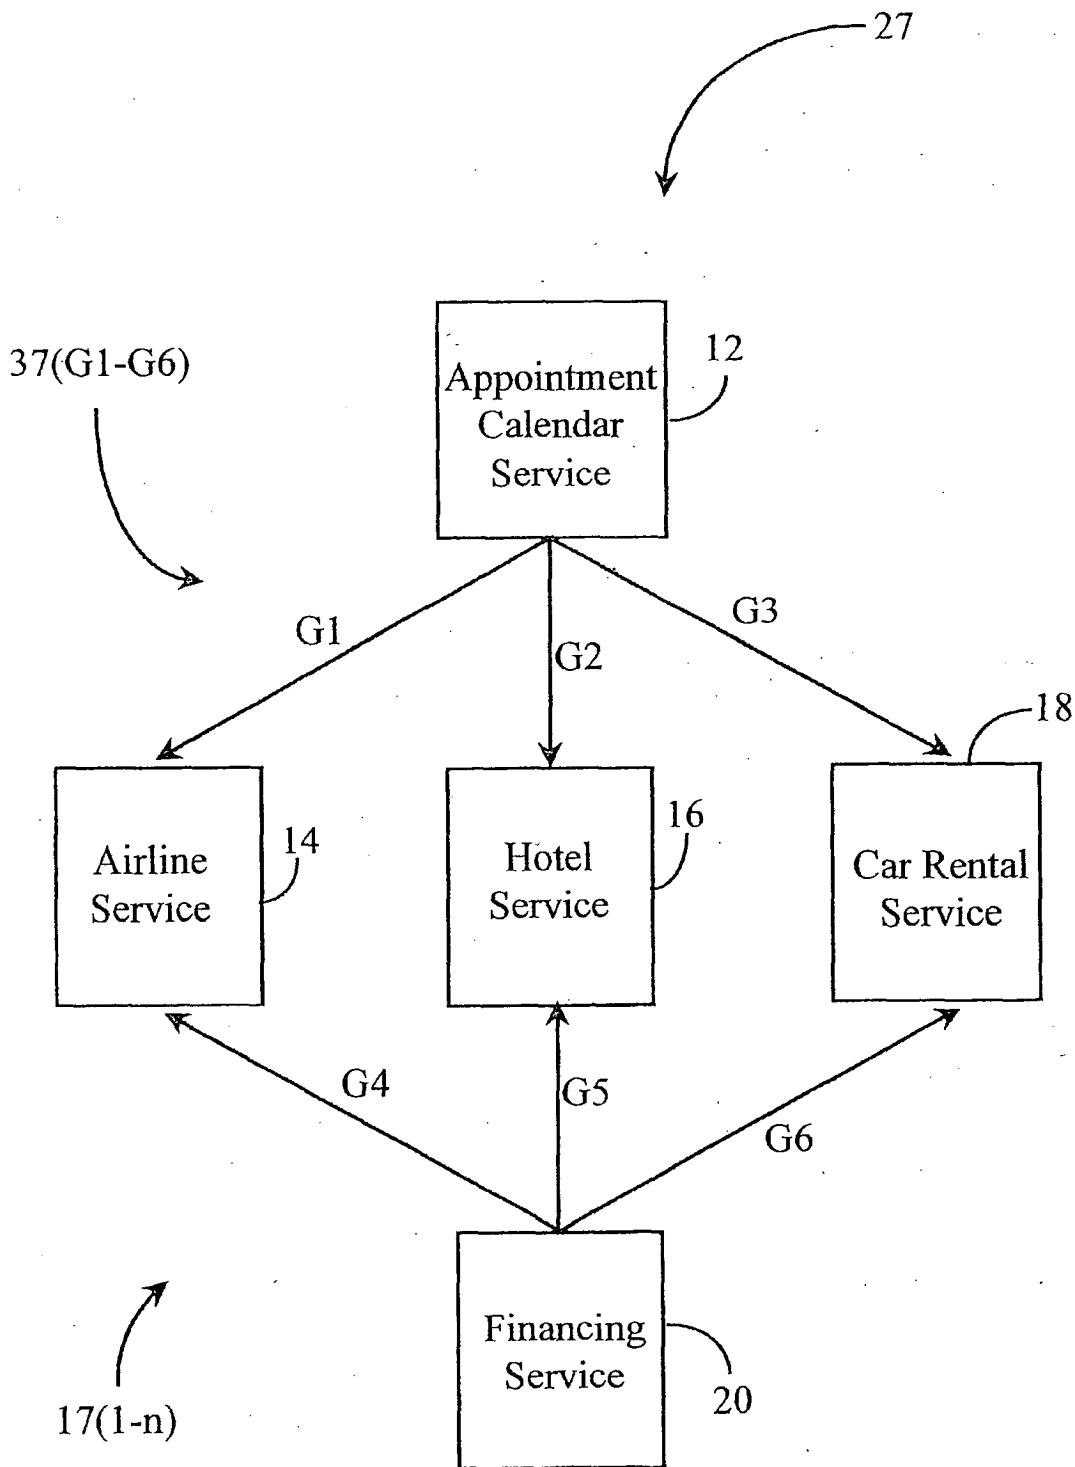 27
37(G1-G6)
12
Appointment
Calendar
Service
G1
G2
G3
18
Airline
Service
14
Hotel
Service
16
Car Rental
Service
G4
G5
G6
Financing
Service
20
17(1-n)